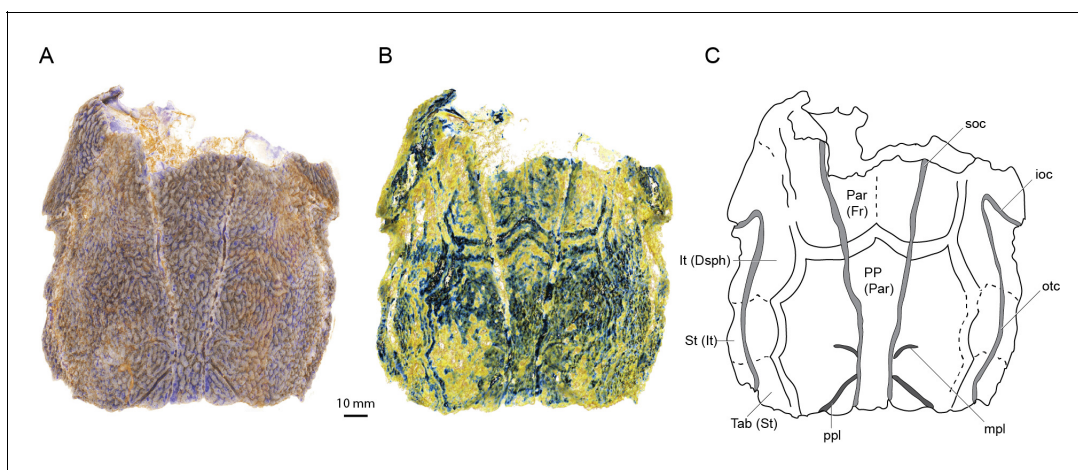 A
B
C
soc
ioc
Par
(Fr)
It (Dsph)
PP
(Par)
otc
St (It)
10 mm
Tab (St)
ppl
mpl